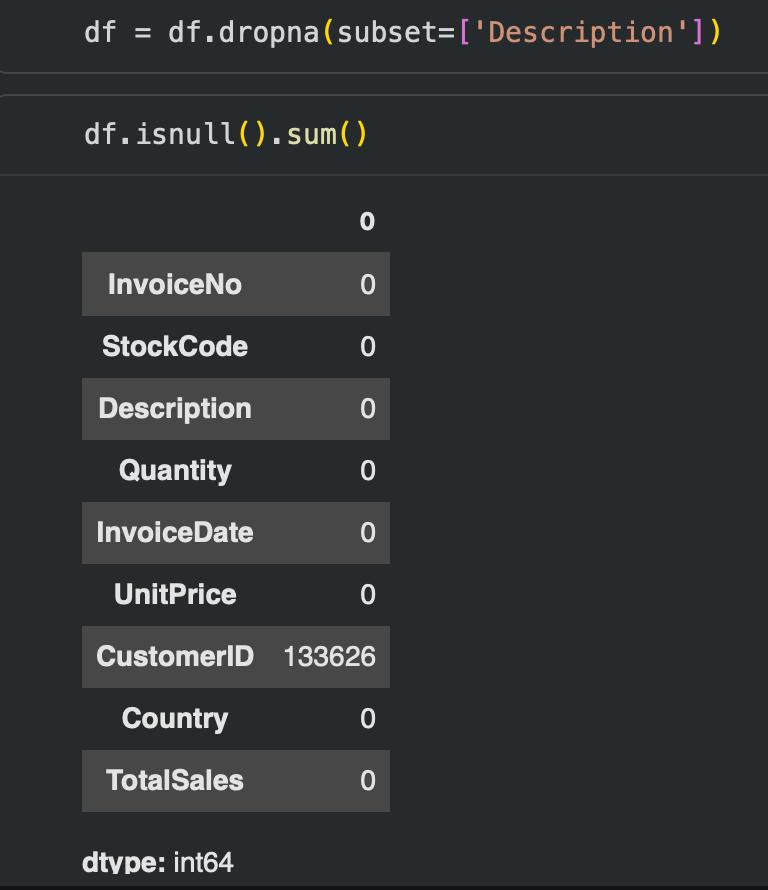 df = df.dropna(subset=['Description'])
df.isnull().sum()
0
InvoiceNo 0
StockCode 0
Description 0
Quantity 0
InvoiceDate 0
UnitPrice 0
CustomerID 133626
Country 0
TotalSales 0
dtype: int64